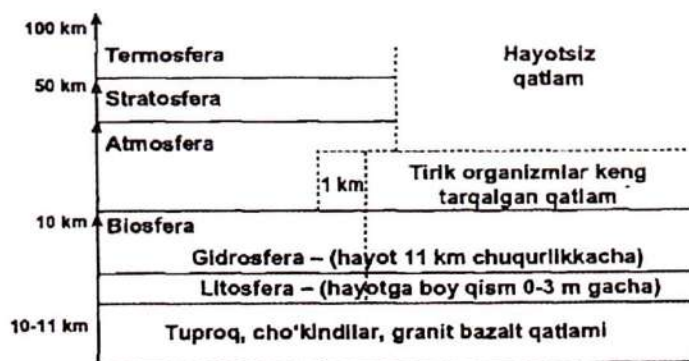 100 km
Termosfera
Hayotsiz
qatlam
50 km
Stratosfera
Atmosfera
1 km
Tirik organizmlar keng
tarqalgan qatlam
10 km
Biosfera
Gidrosfera – (hayot 11 km chuqurlikkacha)
Litosfera – (hayotga boy qism 0-3 m gacha)
10-11 km
Tuproq, cho'kindilar, granit bazalt qatlami